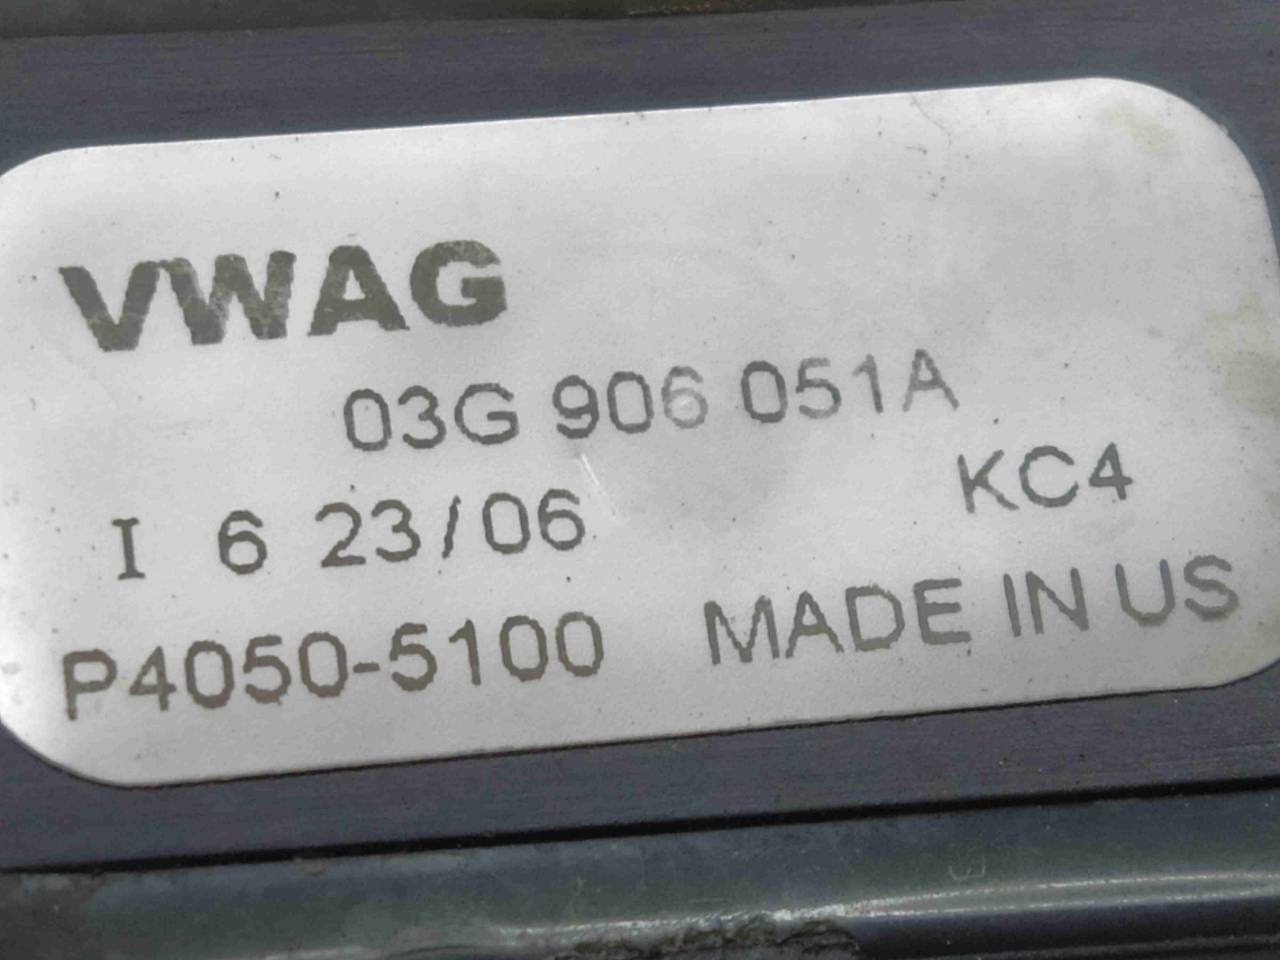 VWAG
03G 906 051A
I 6 23/06 KC4
P4050-5100 MADE IN US